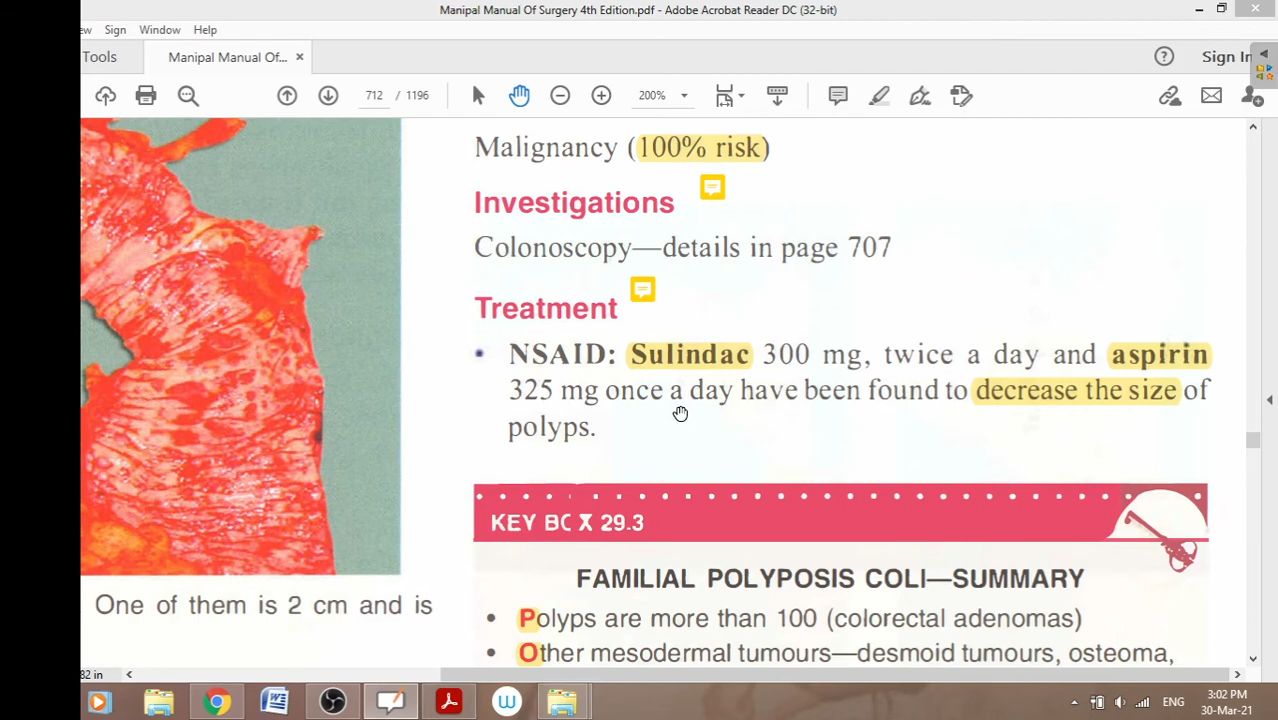 Manipal Manual Of Surgery 4th Edition.pdf - Adobe Acrobat Reader DC (32-bit)
ew Sign Window Help
Tools Manipal Manual Of... × Sign In
712 / 1196 200%
Malignancy (100% risk)
Investigations
Colonoscopy—details in page 707
Treatment
• NSAID: Sulindac 300 mg, twice a day and aspirin
325 mg once a day have been found to decrease the size of
polyps.
KEY BOX 29.3
FAMILIAL POLYPOSIS COLI—SUMMARY
• Polyps are more than 100 (colorectal adenomas)
• Other mesodermal tumours—desmoid tumours, osteoma,
One of them is 2 cm and is
82 in
ENG
3:02 PM
30-Mar-21